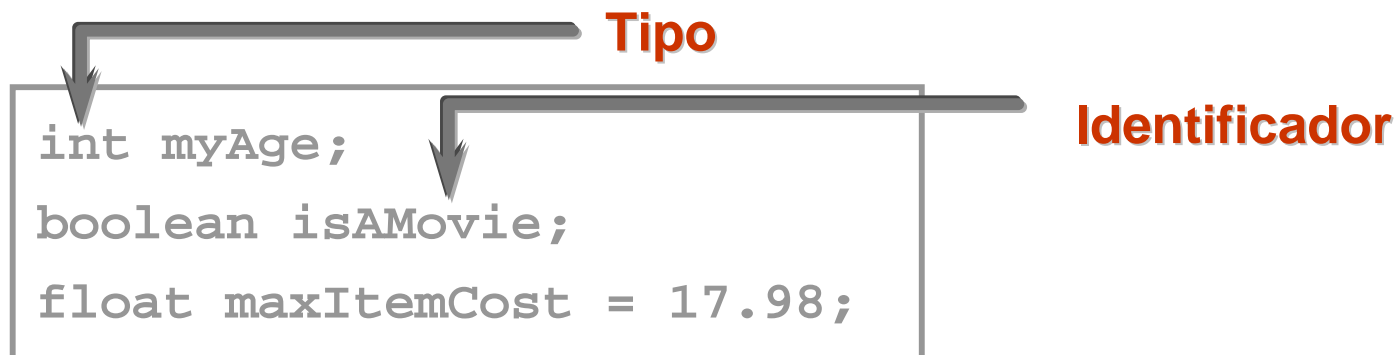 Tipo
Identificador
int myAge;
boolean isAMovie;
float maxItemCost = 17.98;